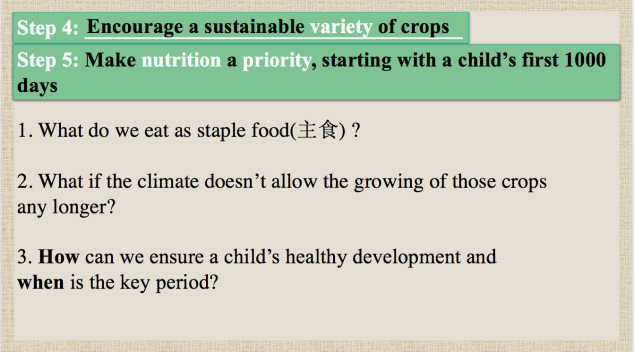 Step 4: Encourage a sustainable variety of crops
Step 5: Make nutrition a priority, starting with a child’s first 1000
days
1. What do we eat as staple food(主食) ?
2. What if the climate doesn’t allow the growing of those crops
any longer?
3. How can we ensure a child’s healthy development and
when is the key period?